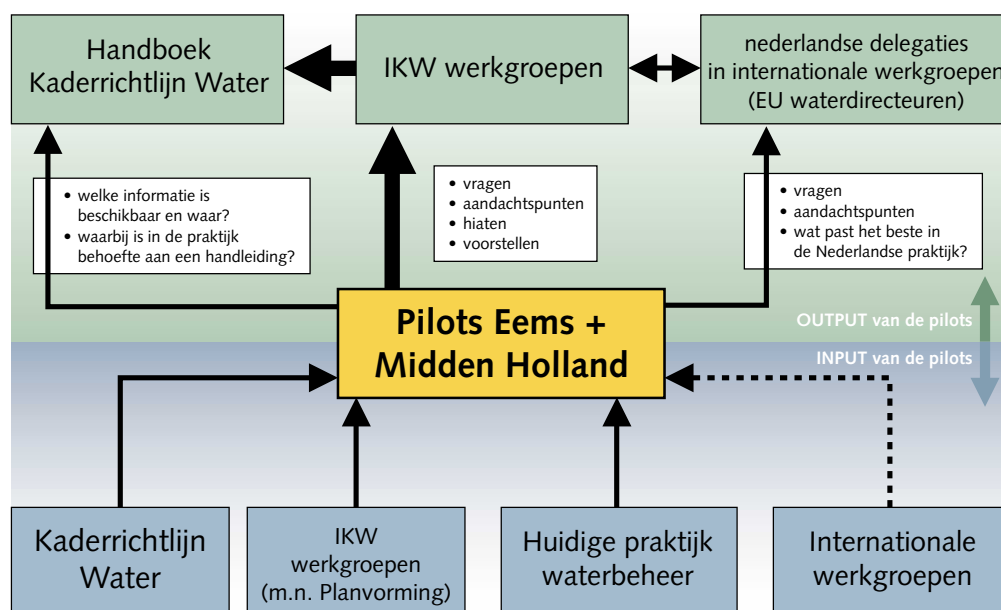 Handboek
Kaderrichtlijn Water
IKW werkgroepen
nederlandse delegaties
in internationale werkgroepen
(EU waterdirecteuren)
• welke informatie is
beschikbaar en waar?
• waarbij is in de praktijk
behoefte aan een handleiding?
• vragen
• aandachtspunten
• hiaten
• voorstellen
• vragen
• aandachtspunten
• wat past het beste in
de Nederlandse praktijk?
Pilots Eems +
Midden Holland
OUTPUT van de pilots
INPUT van de pilots
Kaderrichtlijn
Water
IKW
werkgroepen
(m.n. Planvorming)
Huidige praktijk
waterbeheer
Internationale
werkgroepen